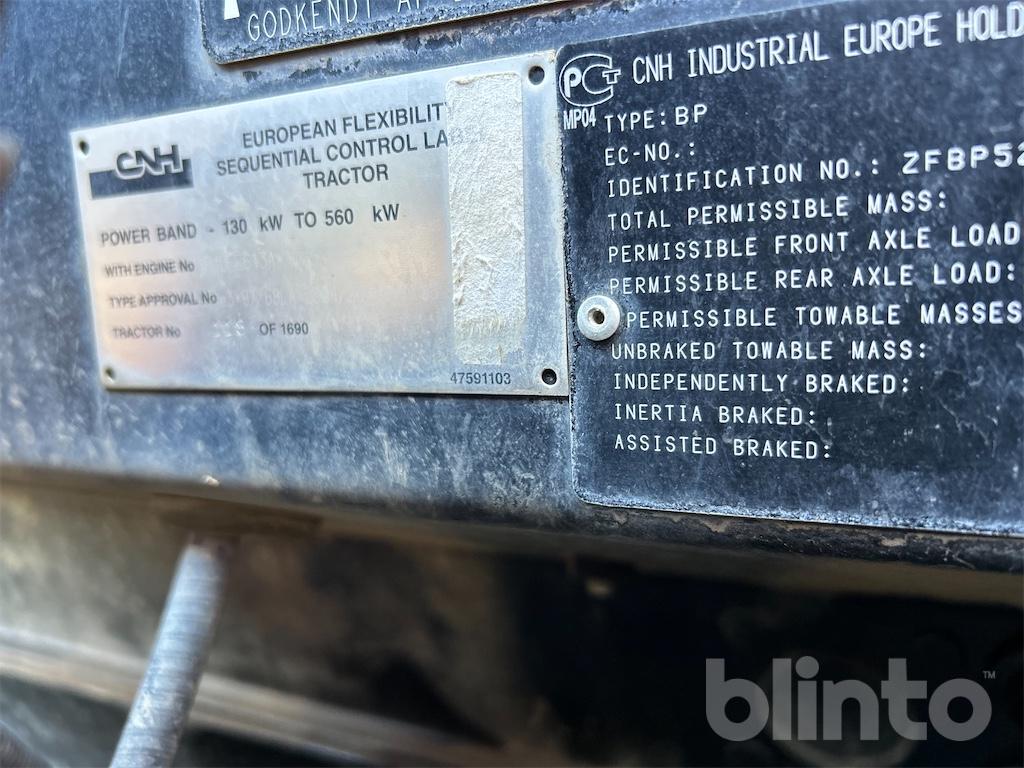 GODKENDT AF
CNH
EUROPEAN FLEXIBILIT
SEQUENTIAL CONTROL LA
TRACTOR
POWER BAND - 130 kW TO 560 kW
WITH ENGINE No
TYPE APPROVAL No
TRACTOR No OF 1690
47591103
PCT CNH INDUSTRIAL EUROPE HOLD
MP04 TYPE: BP
EC-NO.:
IDENTIFICATION NO.: ZFBP52
TOTAL PERMISSIBLE MASS:
PERMISSIBLE FRONT AXLE LOAD
PERMISSIBLE REAR AXLE LOAD:
PERMISSIBLE TOWABLE MASSES
UNBRAKED TOWABLE MASS:
INDEPENDENTLY BRAKED:
INERTIA BRAKED:
ASSISTED BRAKED:
blinto™